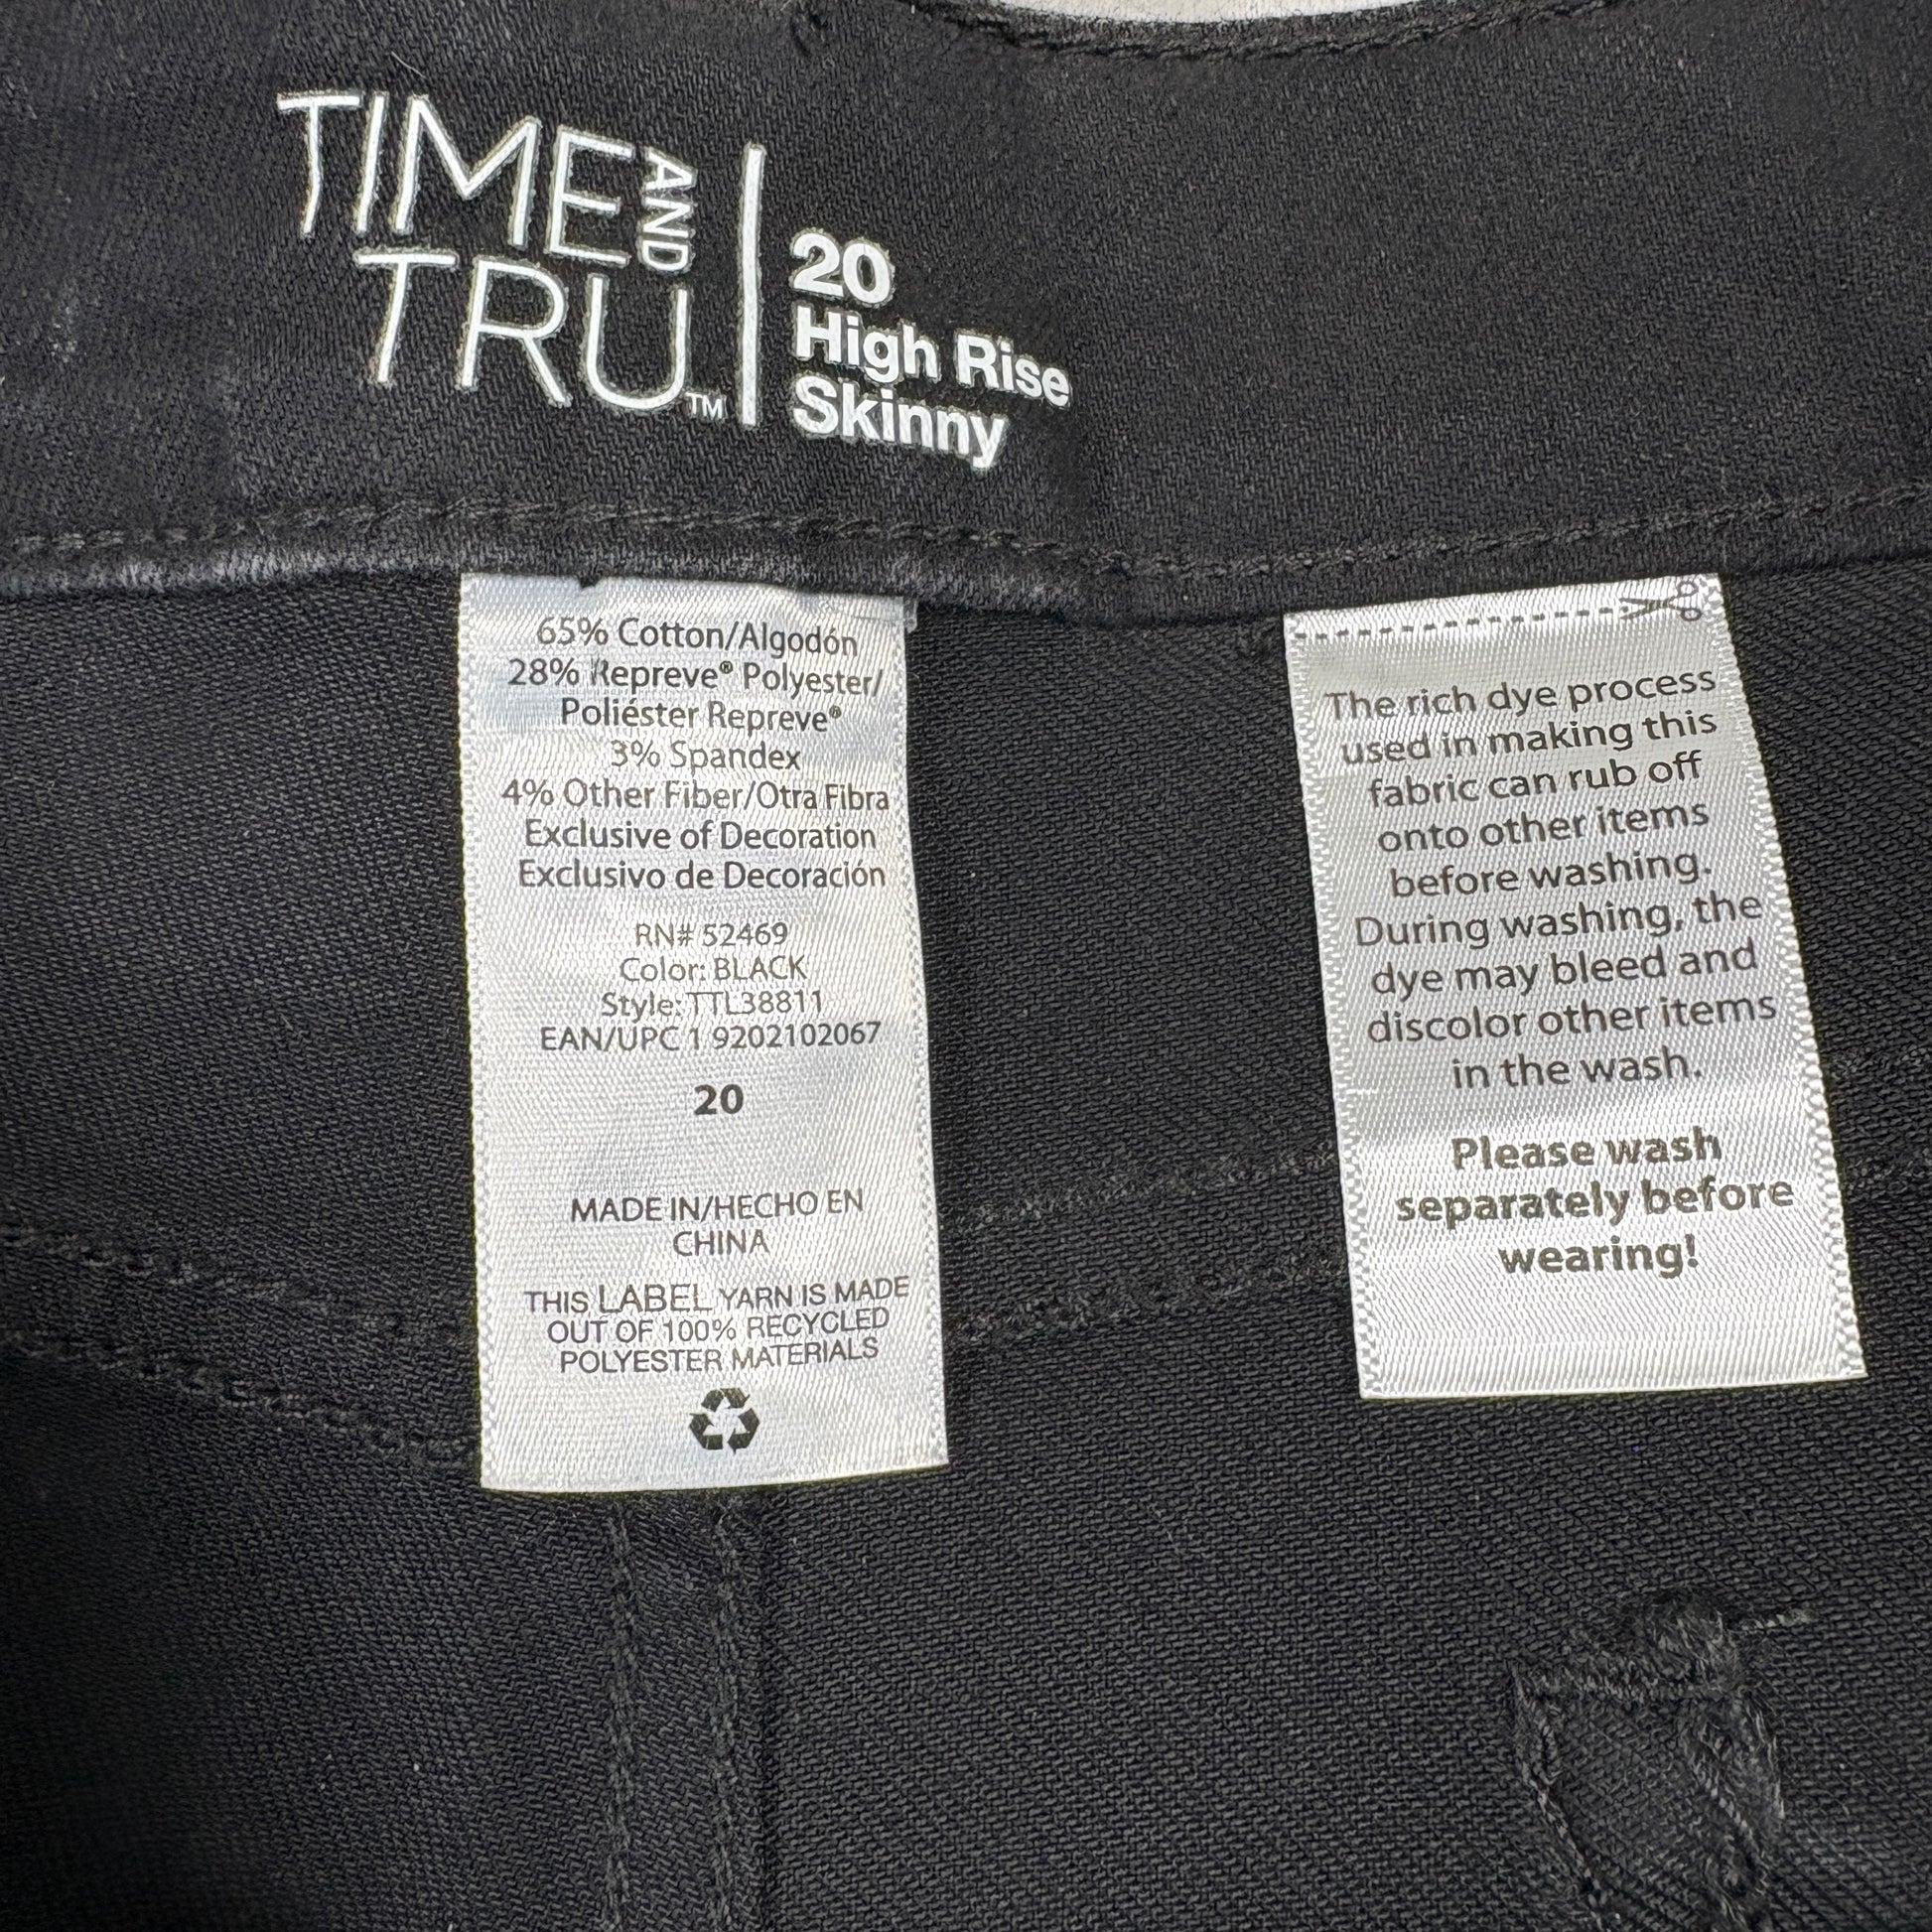 TIME AND
TRU™
20
High Rise
Skinny
65% Cotton/Algodón
28% Repreve® Polyester/
Poliéster Repreve®
3% Spandex
4% Other Fiber/Otra Fibra
Exclusive of Decoration
Exclusivo de Decoración
RN# 52469
Color: BLACK
Style: TTL38811
EAN/UPC 1 9202102067
20
MADE IN/HECHO EN
CHINA
THIS LABEL YARN IS MADE
OUT OF 100% RECYCLED
POLYESTER MATERIALS
The rich dye process
used in making this
fabric can rub off
onto other items
before washing.
During washing, the
dye may bleed and
discolor other items
in the wash.
Please wash
separately before
wearing!